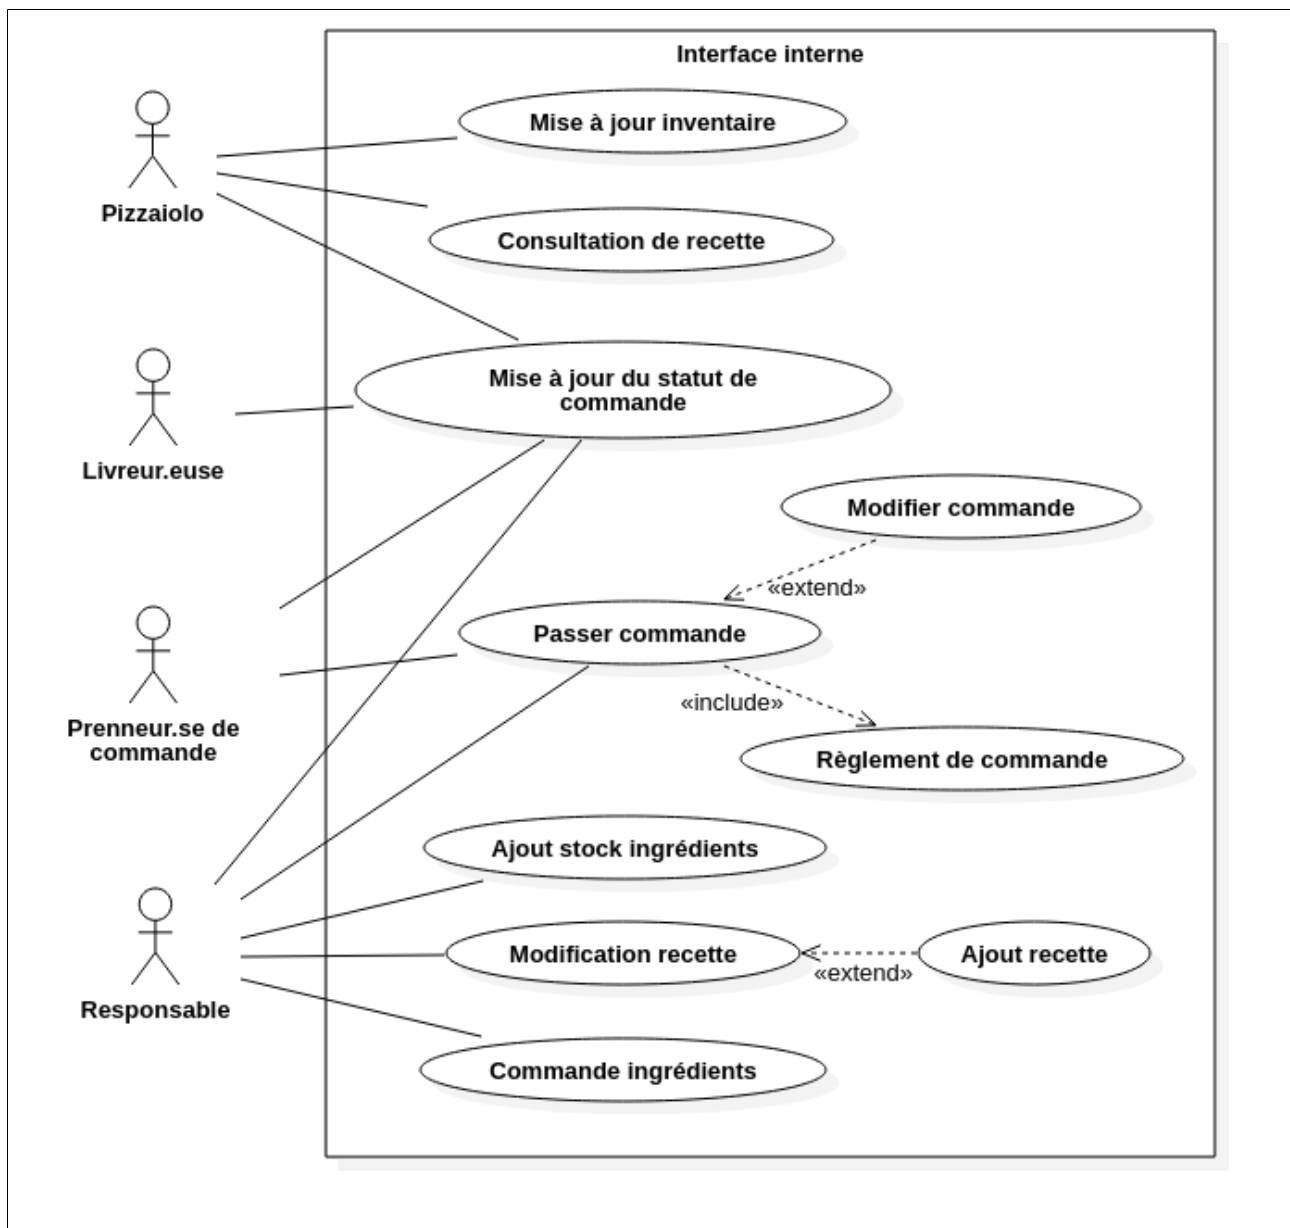 Interface interne
Mise à jour inventaire
Pizzaiolo
Consultation de recette
Mise à jour du statut de
commande
Livreur.euse
Modifier commande
«extend»
Passer commande
«include»
Prenneur.se de
commande
Règlement de commande
Ajout stock ingrédients
Modification recette
Ajout recette
«extend»
Responsable
Commande ingrédients